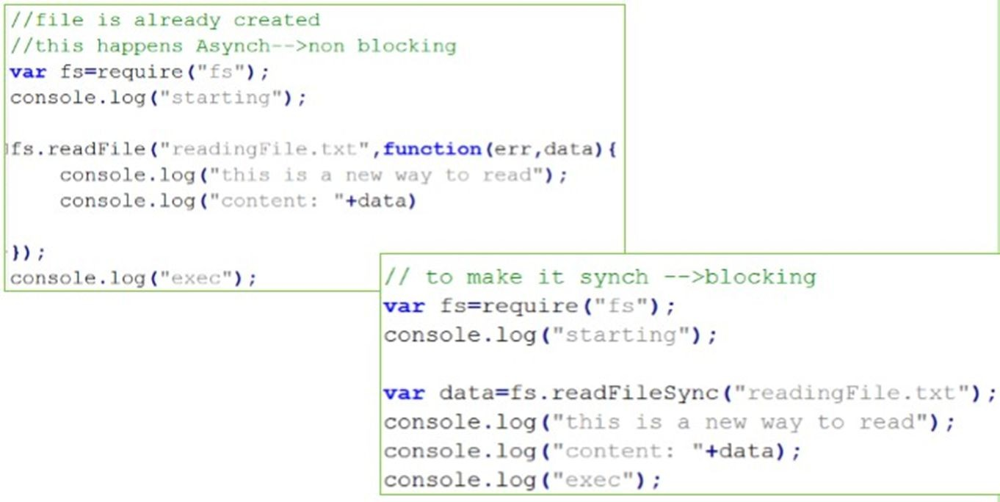 //file is already created
//this happens Asynch-->non blocking
var fs=require("fs");
console.log("starting");
fs.readFile("readingFile.txt",function(err,data){
console.log("this is a new way to read");
console.log("content: "+data)
});
console.log("exec");
// to make it synch -->blocking
var fs=require("fs");
console.log("starting");
var data=fs.readFileSync("readingFile.txt");
console.log("this is a new way to read");
console.log("content: "+data);
console.log("exec");